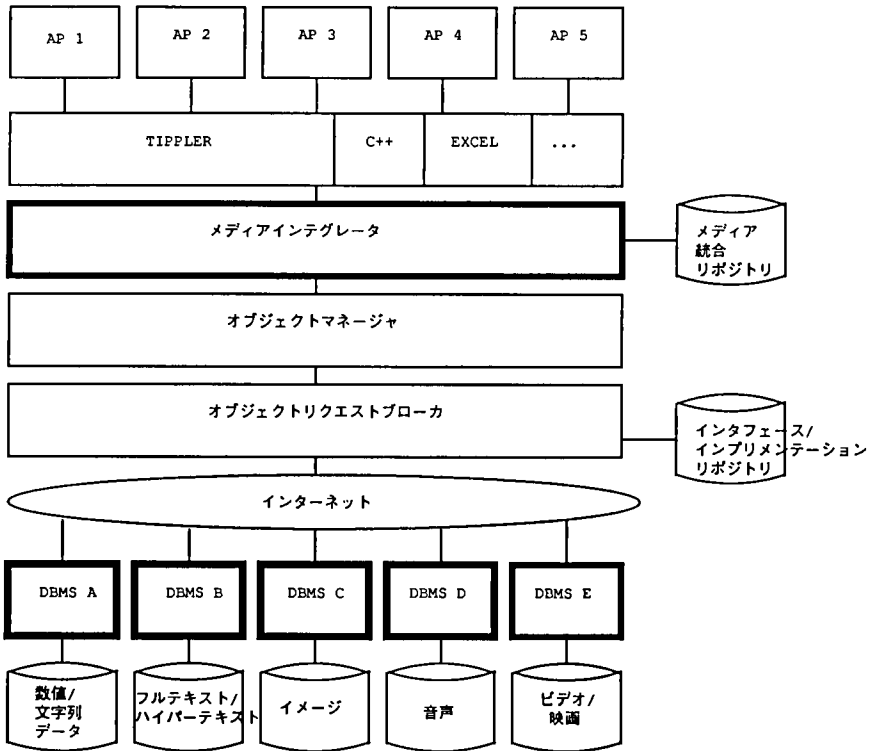 AP 1
AP 2
AP 3
AP 4
AP 5
TIPPLER
C++
EXCEL
...
メディアインテグレータ
メディア
統合
リポジトリ
オブジェクトマネージャ
オブジェクトリクエストブローカ
インタフェース/
インプリメンテーション
リポジトリ
インターネット
DBMS A
DBMS B
DBMS C
DBMS D
DBMS E
数値/
文字列
データ
フルテキスト/
ハイパーテキスト
イメージ
音声
ビデオ/
映画